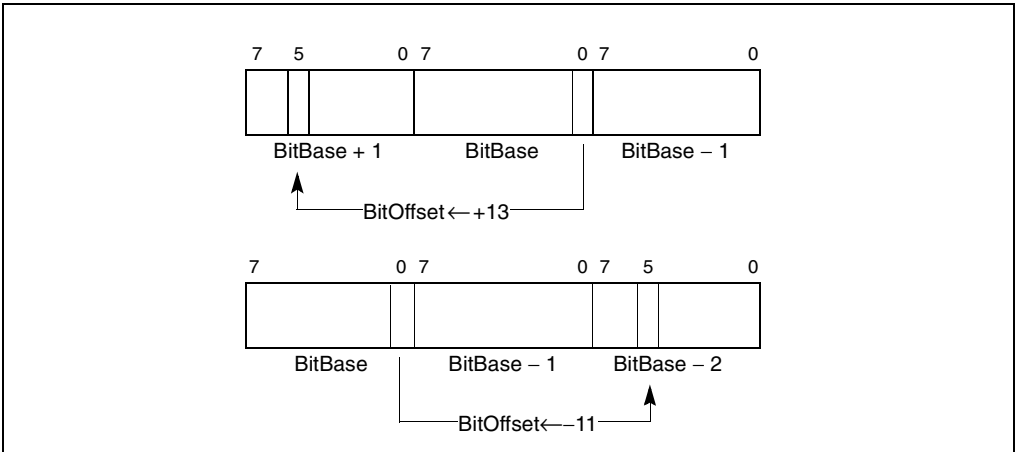 7 5 0 7 0 7 0
BitBase + 1 BitBase BitBase − 1
BitOffset←+13
7 0 7 0 7 5 0
BitBase BitBase − 1 BitBase − 2
BitOffset←−11